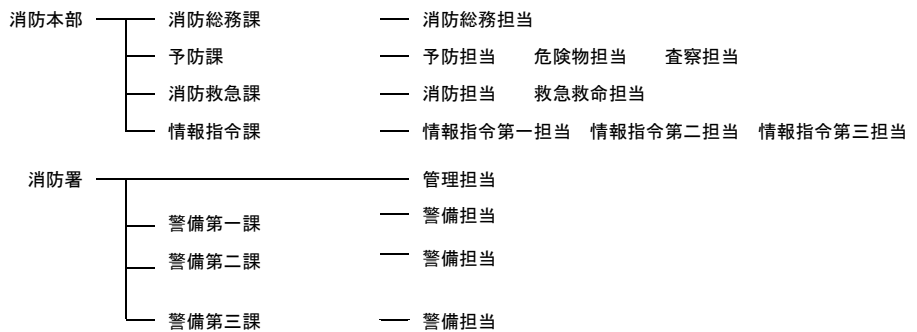 消防本部 消防総務課 消防総務担当
予防課 予防担当 危険物担当 査察担当
消防救急課 消防担当 救急救命担当
情報指令課 情報指令第一担当 情報指令第二担当 情報指令第三担当
消防署 管理担当
警備第一課 警備担当
警備第二課 警備担当
警備第三課 警備担当